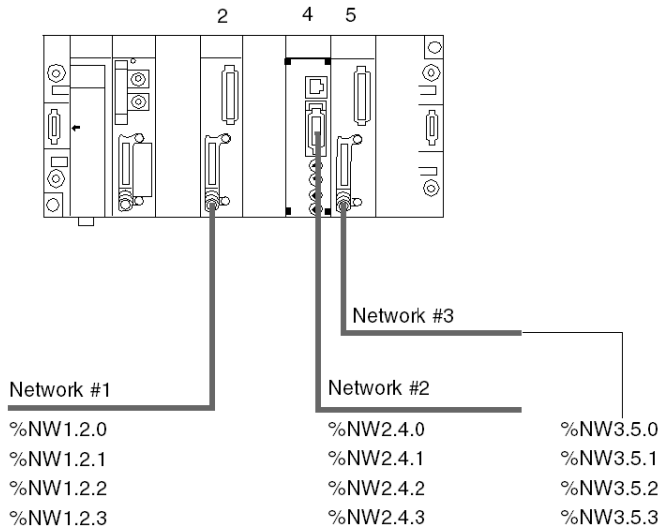 2 4 5
Network #3
Network #1 Network #2
%NW1.2.0 %NW2.4.0 %NW3.5.0
%NW1.2.1 %NW2.4.1 %NW3.5.1
%NW1.2.2 %NW2.4.2 %NW3.5.2
%NW1.2.3 %NW2.4.3 %NW3.5.3